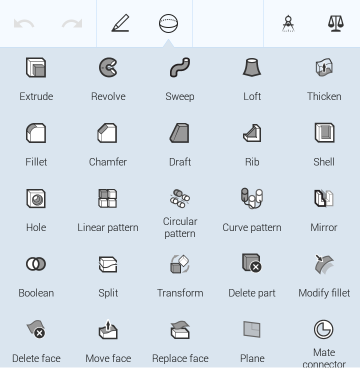 Extrude Revolve Sweep Loft Thicken
Fillet Chamfer Draft Rib Shell
Hole Linear pattern Circular pattern Curve pattern Mirror
Boolean Split Transform Delete part Modify fillet
Delete face Move face Replace face Plane Mate connector